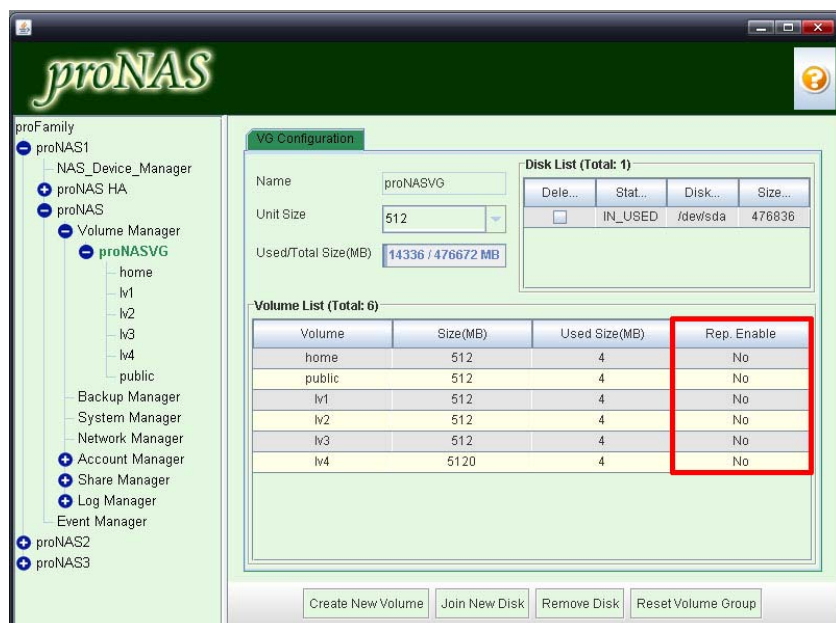 proNAS
proFamily
proNAS1
NAS_Device_Manager
proNAS HA
proNAS
Volume Manager
proNASVG
home
lv1
lv2
lv3
lv4
public
Backup Manager
System Manager
Network Manager
Account Manager
Share Manager
Log Manager
Event Manager
proNAS2
proNAS3
VG Configuration
Name proNASVG
Unit Size 512
Used/Total Size(MB) 14336 / 476672 MB
Disk List (Total: 1)
Dele... Stat... Disk... Size...
IN_USED /dev/sda 476836
Volume List (Total: 6)
Volume Size(MB) Used Size(MB) Rep. Enable
home 512 4 No
public 512 4 No
lv1 512 4 No
lv2 512 4 No
lv3 512 4 No
lv4 5120 4 No
Create New Volume Join New Disk Remove Disk Reset Volume Group